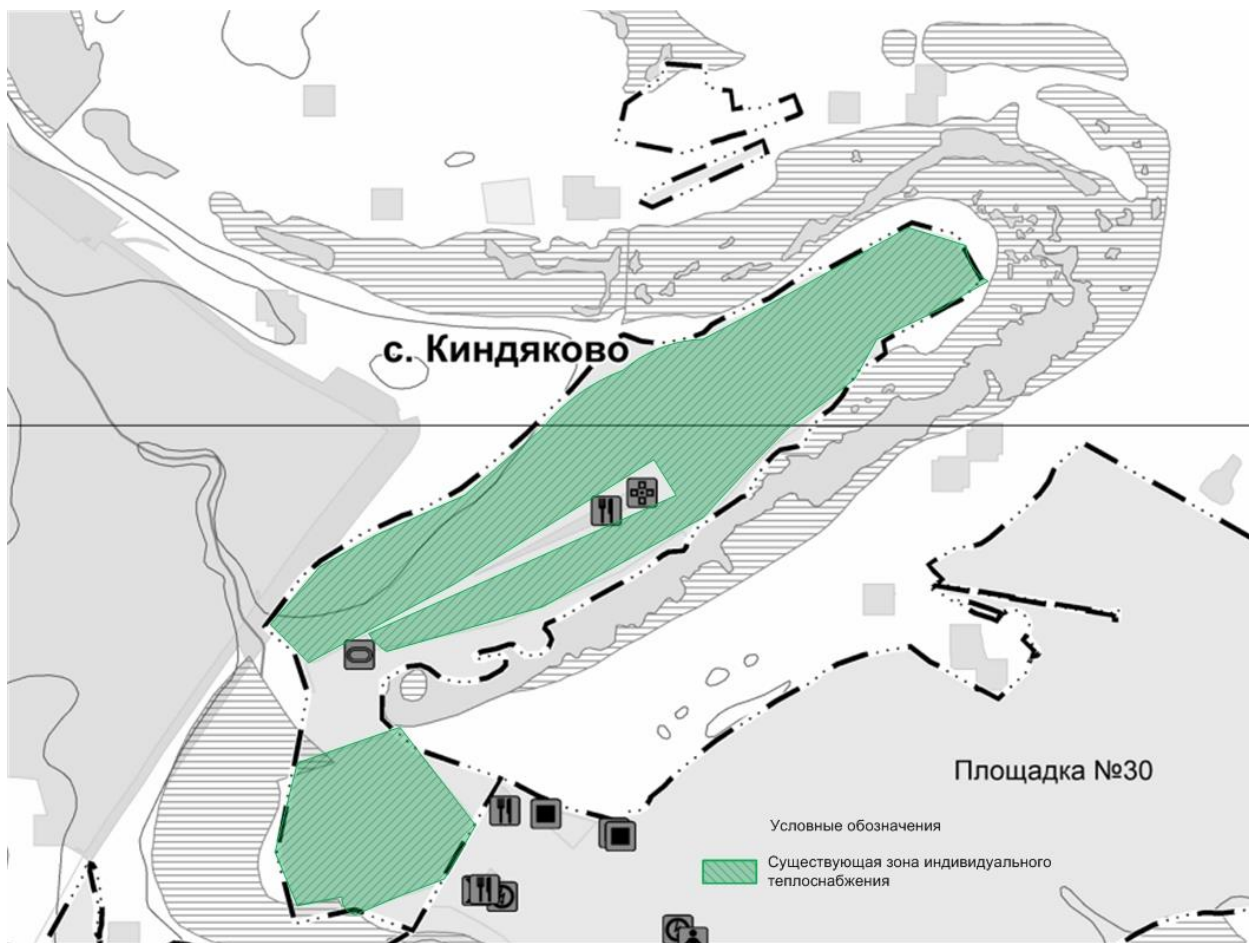 с. Киндяково
Площадка №30
Условные обозначения
Существующая зона индивидуального
теплоснабжения